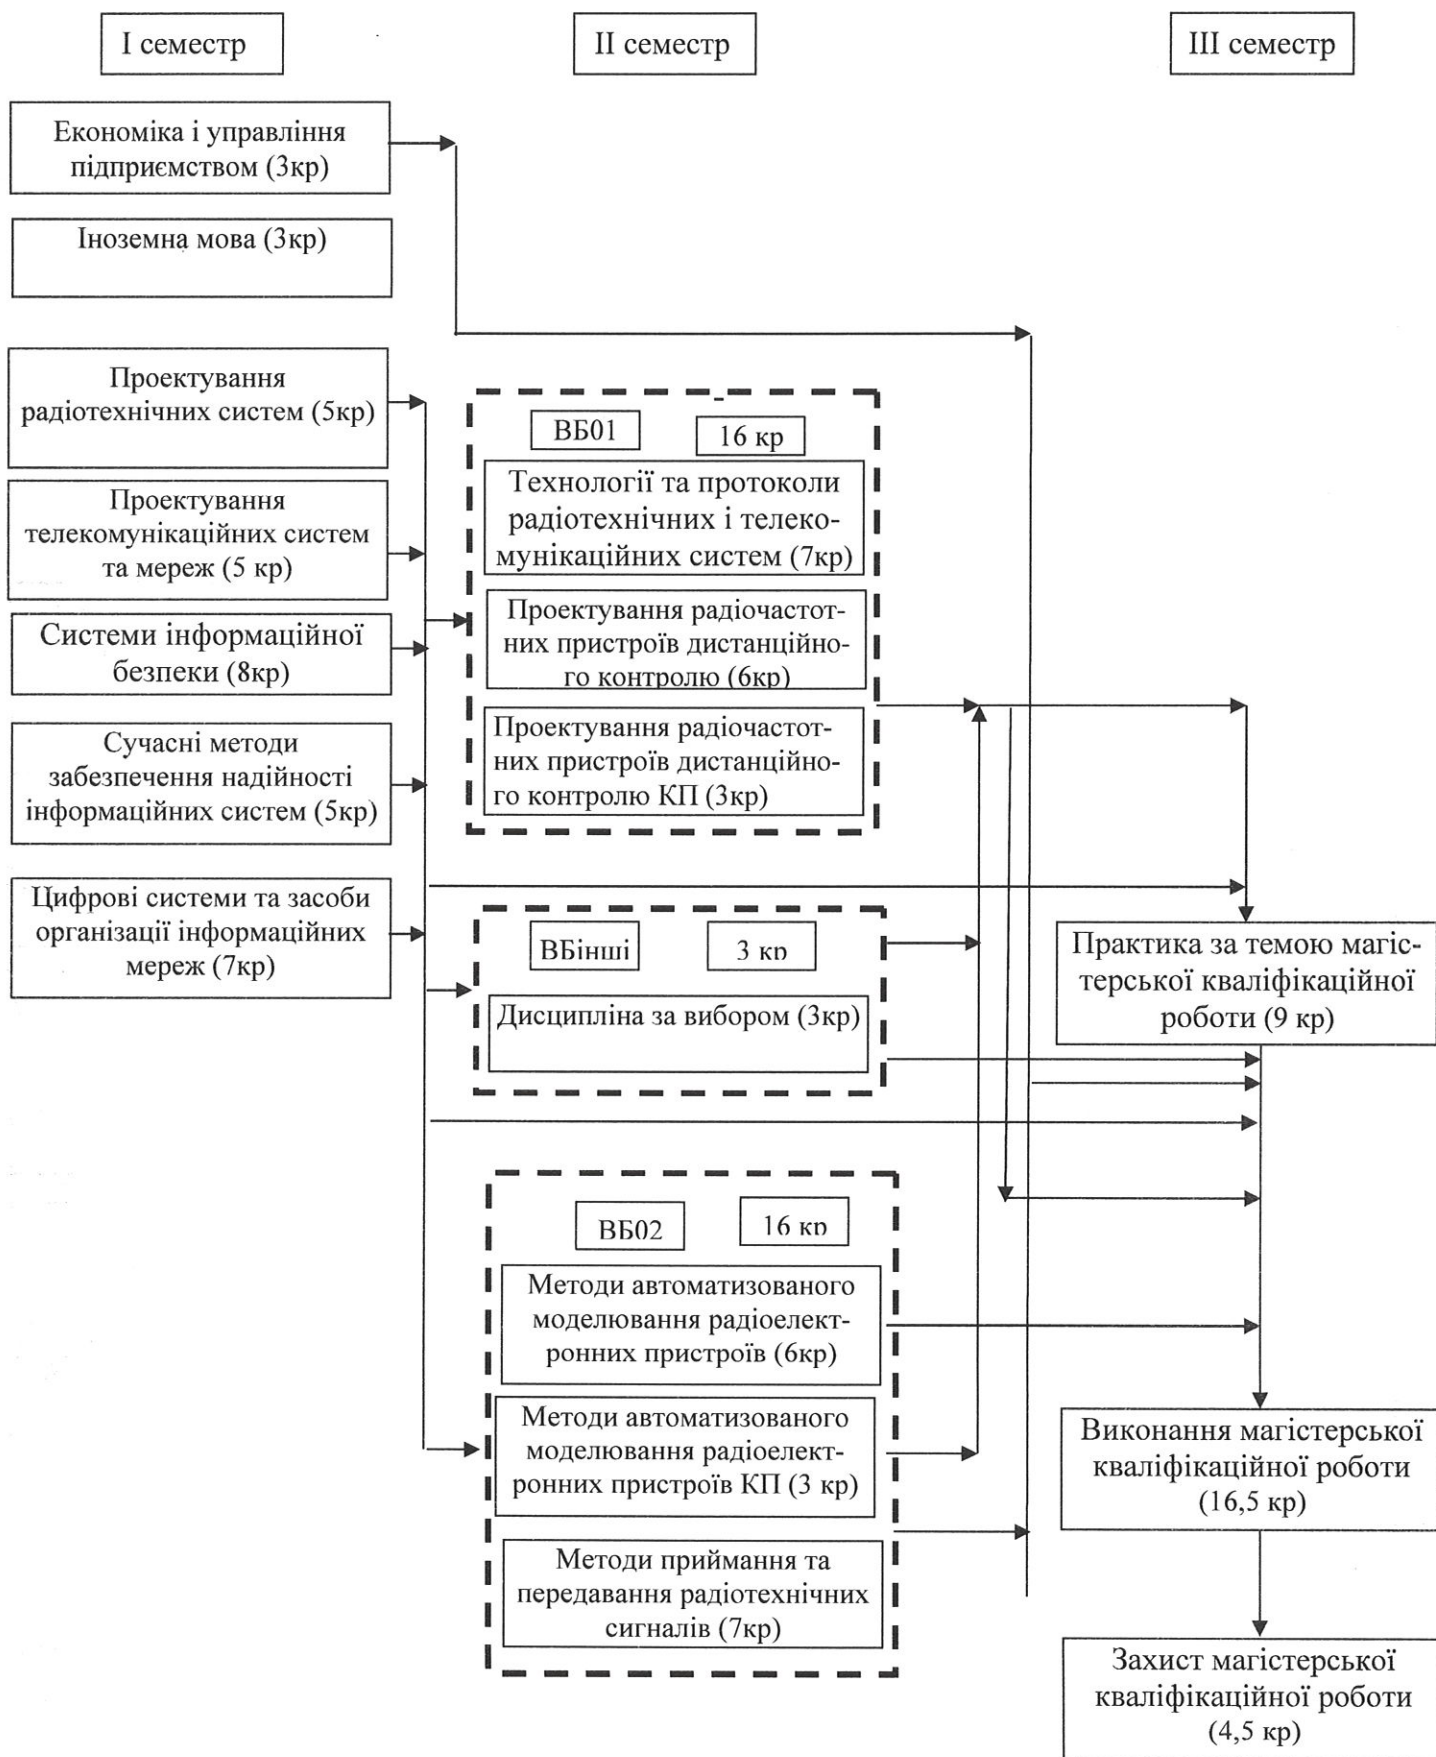 І семестр
ІІ семестр
ІІІ семестр
Економіка і управління
підприємством (3кр)
Іноземна мова (3кр)
Проектування
радіотехнічних систем (5кр)
Проектування
телекомунікаційних систем
та мереж (5 кр)
Системи інформаційної
безпеки (8кр)
Сучасні методи
забезпечення надійності
інформаційних систем (5кр)
Цифрові системи та засоби
організації інформаційних
мереж (7кр)
ВБ01
16 кр
Технології та протоколи
радіотехнічних і телеко-
мунікаційних систем (7кр)
Проектування радіочастот-
них пристроїв дистанційно-
го контролю (6кр)
Проектування радіочастот-
них пристроїв дистанційно-
го контролю КП (3кр)
ВБінші
3 кр
Дисципліна за вибором (3кр)
ВБ02
16 кр
Методи автоматизованого
моделювання радіоелект-
ронних пристроїв (6кр)
Методи автоматизованого
моделювання радіоелект-
ронних пристроїв КП (3 кр)
Методи приймання та
передавання радіотехнічних
сигналів (7кр)
Практика за темою магіс-
терської кваліфікаційної
роботи (9 кр)
Виконання магістерської
кваліфікаційної роботи
(16,5 кр)
Захист магістерської
кваліфікаційної роботи
(4,5 кр)